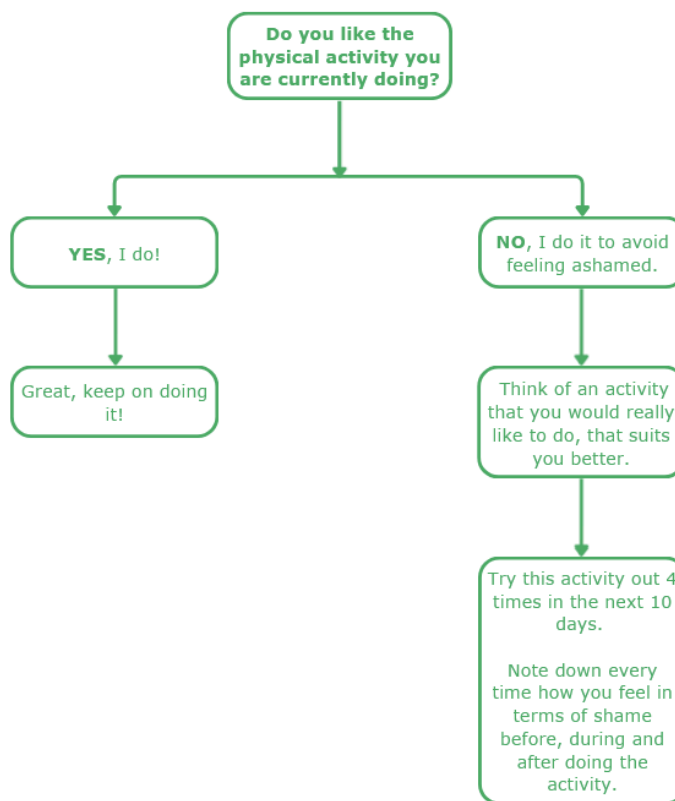 Do you like the
physical activity you
are currently doing?
YES, I do!
NO, I do it to avoid
feeling ashamed.
Great, keep on doing
it!
Think of an activity
that you would really
like to do, that suits
you better.
Try this activity out 4
times in the next 10
days.
Note down every
time how you feel in
terms of shame
before, during and
after doing the
activity.